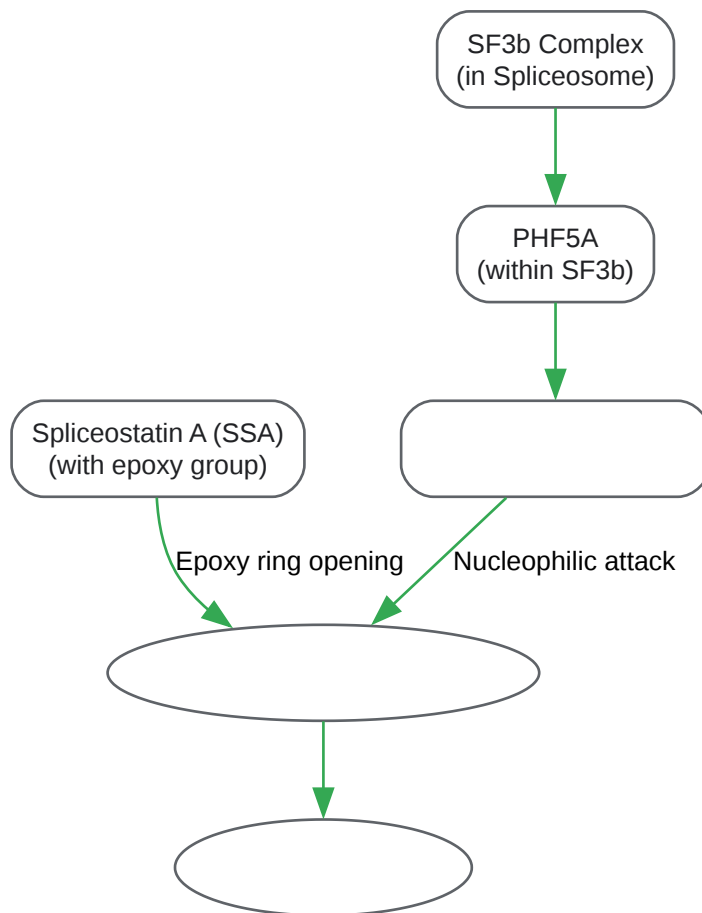 SF3b Complex
(in Spliceosome)
PHF5A
(within SF3b)
Spliceostatin A (SSA)
(with epoxy group)
Epoxy ring opening
Nucleophilic attack